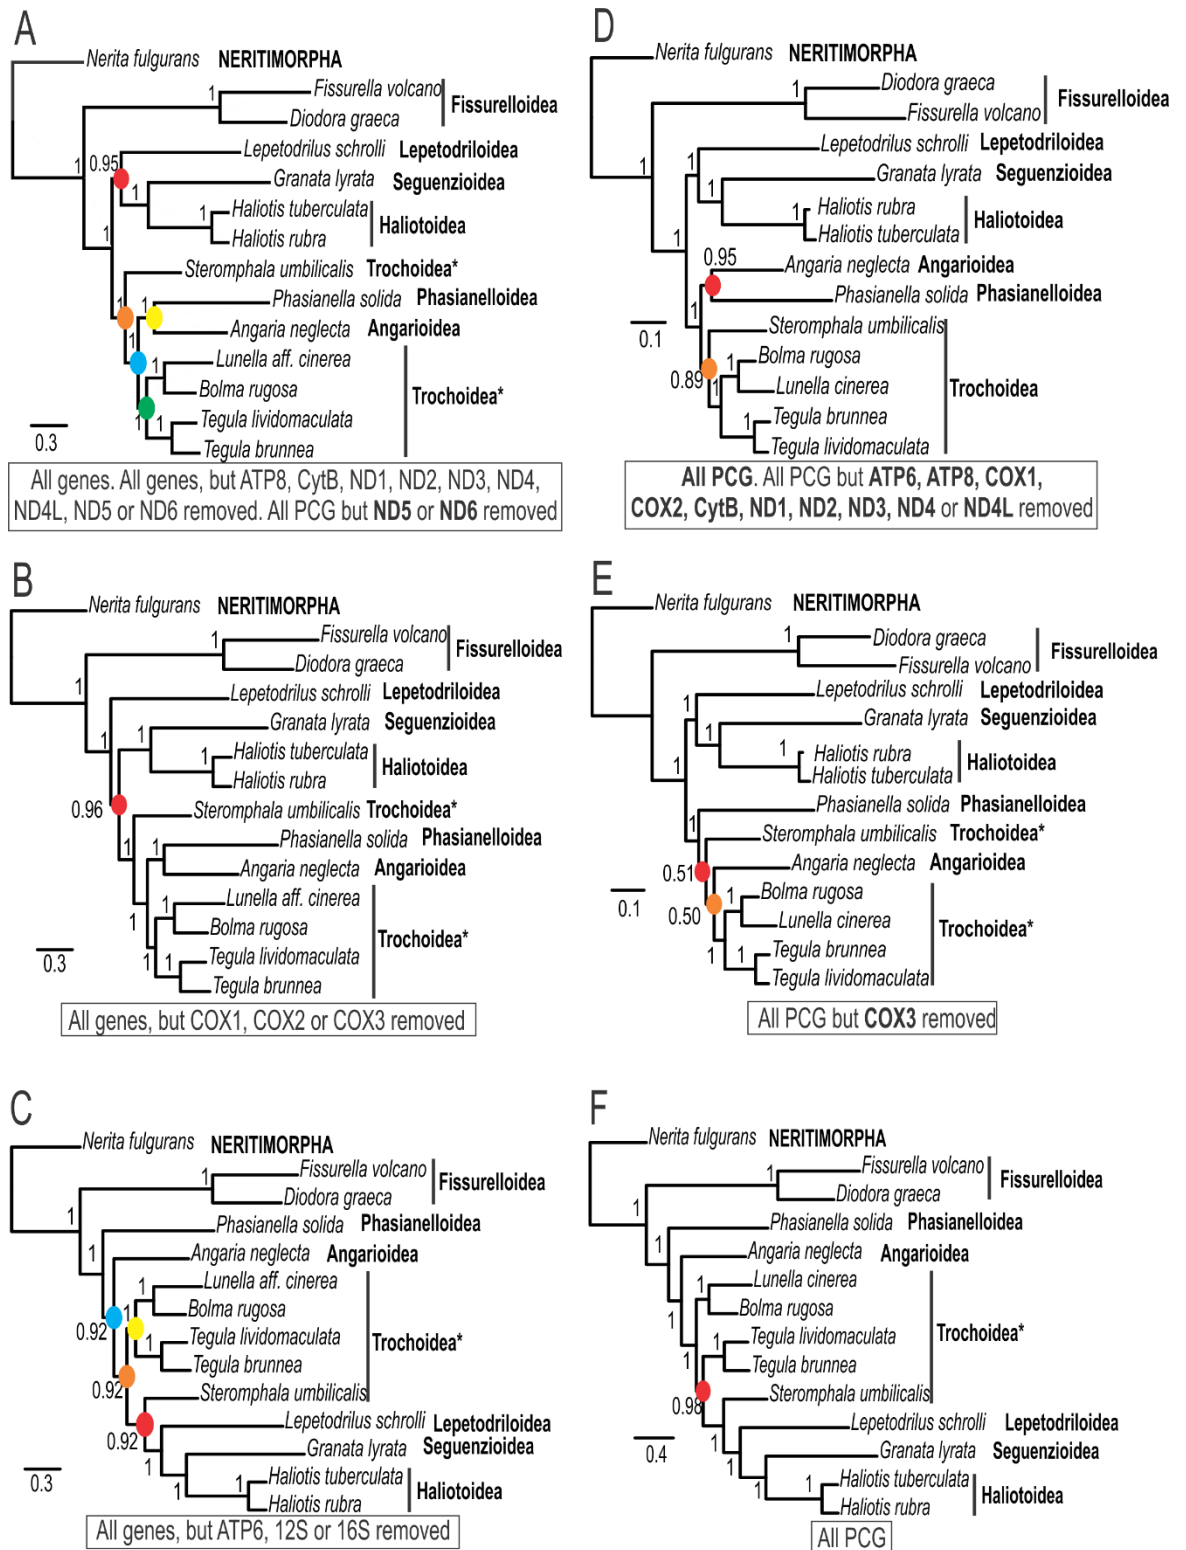 A
Nerita fulgurans NERITIMORPHA
1 Fissurella volcano
Fissurelloidea
Diodora graeca
1
0.95 Lepetodrilus schrolli Lepetodriloidea
1 Granata lyrata Seguenzioidea
1 Haliotis tuberculata
Haliotoidea
Haliotis rubra
Steromphala umbilicalis Trochoidea*
1 1 Phasianella solida Phasianelloidea
1 Angaria neglecta Angarioidea
1 Lunella aff. cinerea
Bolma rugosa
Trochoidea*
1 1 Tegula lividomaculata
Tegula brunnea
0.3
All genes. All genes, but ATP8, CytB, ND1, ND2, ND3, ND4,
ND4L, ND5 or ND6 removed. All PCG but ND5 or ND6 removed
B
Nerita fulgurans NERITIMORPHA
1 Fissurella volcano
Fissurelloidea
Diodora graeca
1
Lepetodrilus schrolli Lepetodriloidea
1 1 Granata lyrata Seguenzioidea
1 Haliotis tuberculata
Haliotoidea
Haliotis rubra
0.96
Steromphala umbilicalis Trochoidea*
1 1 Phasianella solida Phasianelloidea
Angaria neglecta Angarioidea
1 1 Lunella aff. cinerea
Bolma rugosa
Trochoidea*
1 1 Tegula lividomaculata
Tegula brunnea
0.3
All genes, but COX1, COX2 or COX3 removed
C
Nerita fulgurans NERITIMORPHA
1 Fissurella volcano
Fissurelloidea
Diodora graeca
1
Phasianella solida Phasianelloidea
1
Angaria neglecta Angarioidea
1 Lunella aff. cinerea
Bolma rugosa
0.92 1
1 Tegula lividomaculata
Trochoidea*
Tegula brunnea
0.92
Steromphala umbilicalis
0.92
Lepetodrilus schrolli Lepetodriloidea
1 Granata lyrata Seguenzioidea
1 1 Haliotis tuberculata
Haliotoidea
Haliotis rubra
0.3
All genes, but ATP6, 12S or 16S removed
D
Nerita fulgurans NERITIMORPHA
1 Diodora graeca
Fissurelloidea
Fissurella volcano
1
1 Lepetodrilus schrolli Lepetodriloidea
1 Granata lyrata Seguenzioidea
1 Haliotis rubra
Haliotoidea
Haliotis tuberculata
1
0.95
Angaria neglecta Angarioidea
Phasianella solida Phasianelloidea
1
Steromphala umbilicalis
0.1
1 Bolma rugosa
0.89
1 Lunella cinerea
Trochoidea
1 Tegula brunnea
Tegula lividomaculata
All PCG. All PCG but ATP6, ATP8, COX1,
COX2, CytB, ND1, ND2, ND3, ND4 or ND4L removed
E
Nerita fulgurans NERITIMORPHA
1 Diodora graeca
Fissurelloidea
Fissurella volcano
1
1 Lepetodrilus schrolli Lepetodriloidea
1 Granata lyrata Seguenzioidea
1 Haliotis rubra
Haliotoidea
Haliotis tuberculata
1
Phasianella solida Phasianelloidea
1
Steromphala umbilicalis Trochoidea*
0.51
Angaria neglecta Angarioidea
0.1
1 Bolma rugosa
0.50
Lunella cinerea
Trochoidea*
1 1 Tegula brunnea
Tegula lividomaculata
All PCG but COX3 removed
F
Nerita fulgurans NERITIMORPHA
1 Fissurella volcano
Fissurelloidea
Diodora graeca
1
Phasianella solida Phasianelloidea
1
Angaria neglecta Angarioidea
1 Lunella cinerea
Bolma rugosa
1
1 1 Tegula lividomaculata
Trochoidea*
Tegula brunnea
0.98
Steromphala umbilicalis
1 Lepetodrilus schrolli Lepetodriloidea
0.4
1 Granata lyrata Seguenzioidea
1 1 Haliotis tuberculata
Haliotoidea
Haliotis rubra
All PCG